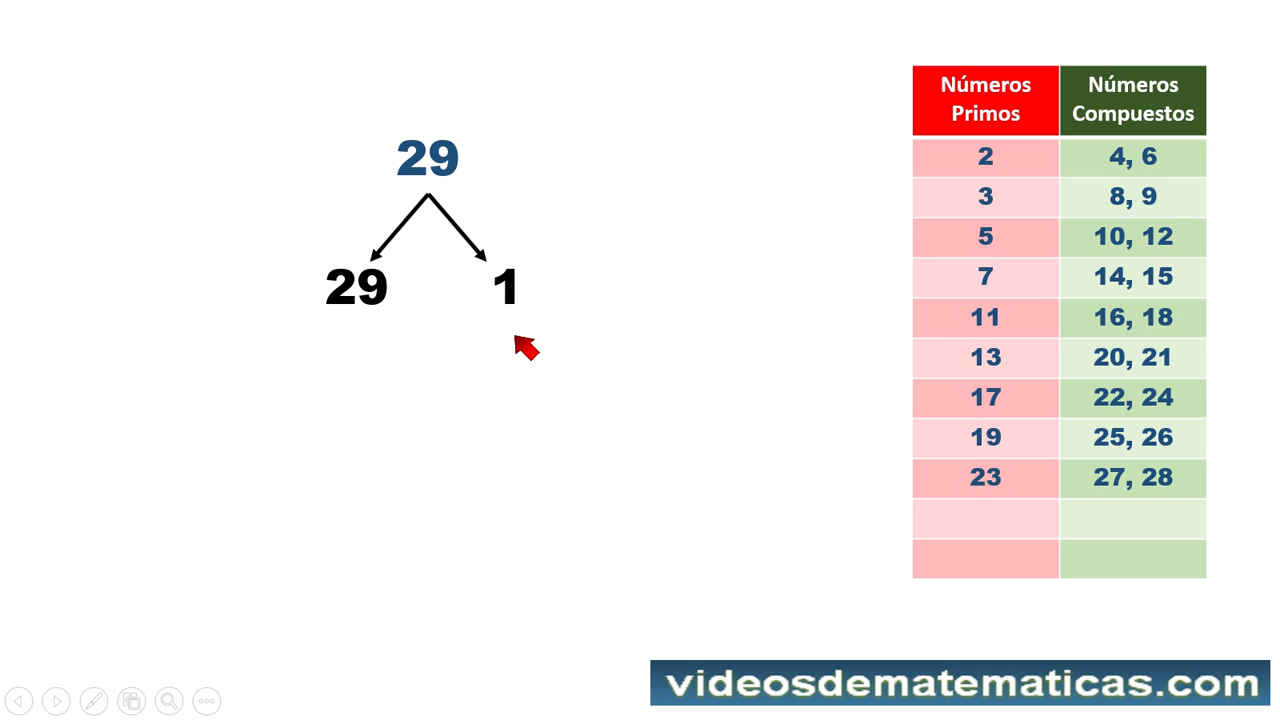 29
29 1
Números Primos Números Compuestos
2 4, 6
3 8, 9
5 10, 12
7 14, 15
11 16, 18
13 20, 21
17 22, 24
19 25, 26
23 27, 28
videosdematematicas.com